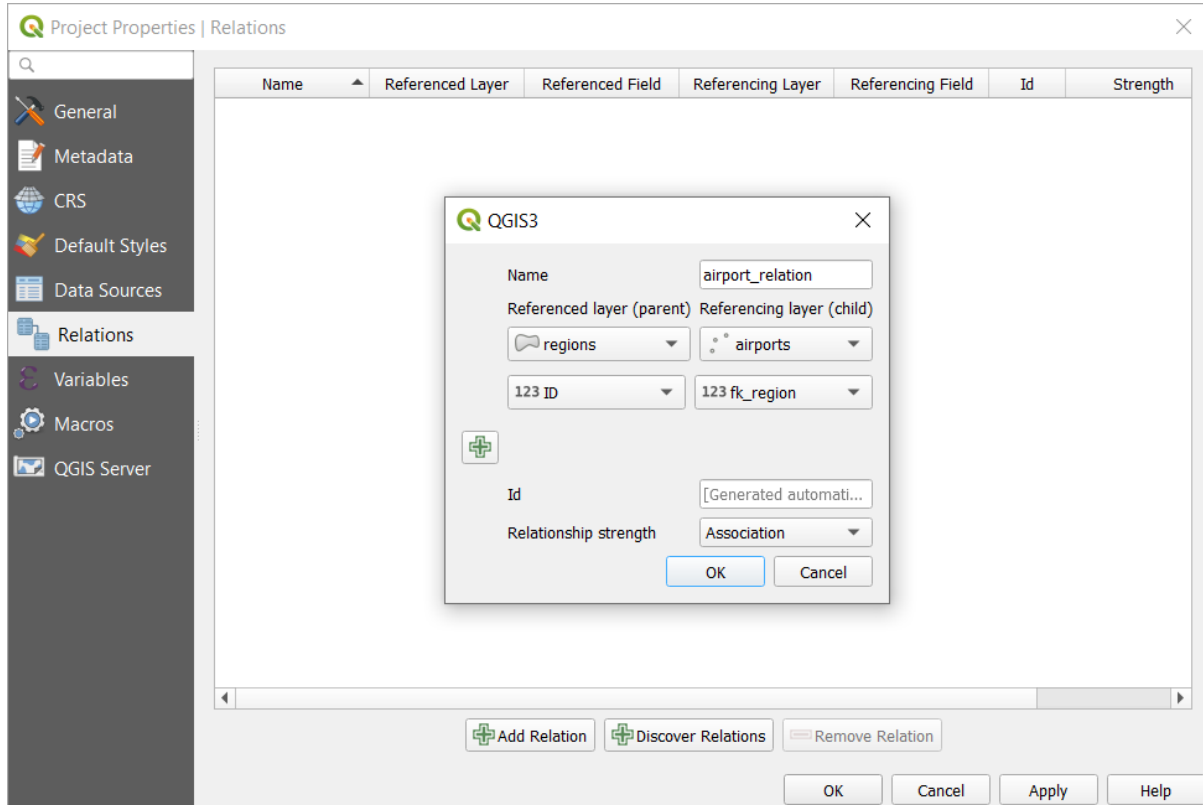 Project Properties | Relations
Name Referenced Layer Referenced Field Referencing Layer Referencing Field Id Strength
General
Metadata
CRS
Default Styles
Data Sources
Relations
Variables
Macros
QGIS Server
QGIS3
Name airport_relation
Referenced layer (parent) Referencing layer (child)
regions airports
123 ID 123 fk_region
Id [Generated automati...
Relationship strength Association
OK Cancel
Add Relation Discover Relations Remove Relation
OK Cancel Apply Help